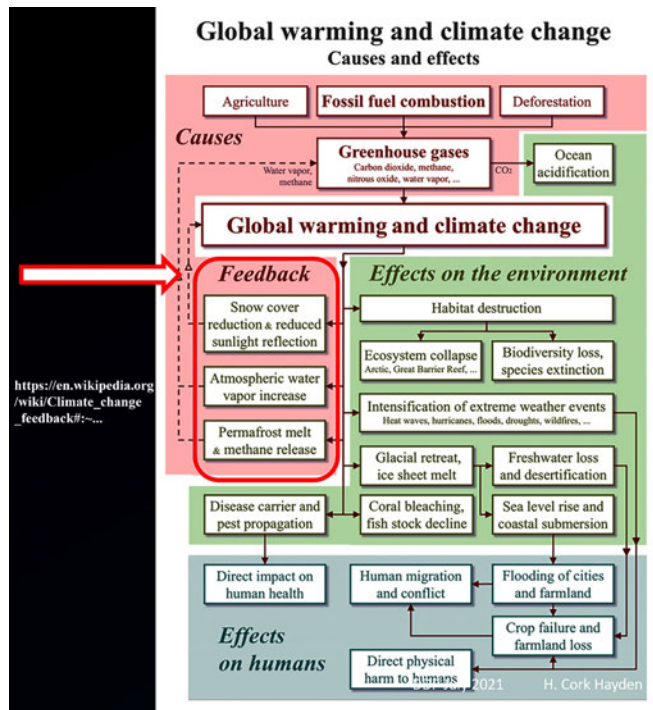 Global warming and climate change
Causes and effects
Agriculture
Fossil fuel combustion
Deforestation
Causes
Greenhouse gases
Carbon dioxide, methane,
nitrous oxide, water vapor, ...
Water vapor,
methane
CO₂
Ocean
acidification
Global warming and climate change
Feedback
Effects on the environment
Snow cover
reduction & reduced
sunlight reflection
Habitat destruction
Ecosystem collapse
Arctic, Great Barrier Reef, ...
Biodiversity loss,
species extinction
https://en.wikipedia.org
/wiki/Climate_change
_feedback#:~...
Atmospheric water
vapor increase
Intensification of extreme weather events
Heat waves, hurricanes, floods, droughts, wildfires, ...
Permafrost melt
& methane release
Glacial retreat,
ice sheet melt
Freshwater loss
and desertification
Disease carrier and
pest propagation
Coral bleaching,
fish stock decline
Sea level rise and
coastal submersion
Direct impact on
human health
Human migration
and conflict
Flooding of cities
and farmland
Effects
on humans
Crop failure and
farmland loss
Direct physical
harm to humans
2021
H. Cork Hayden